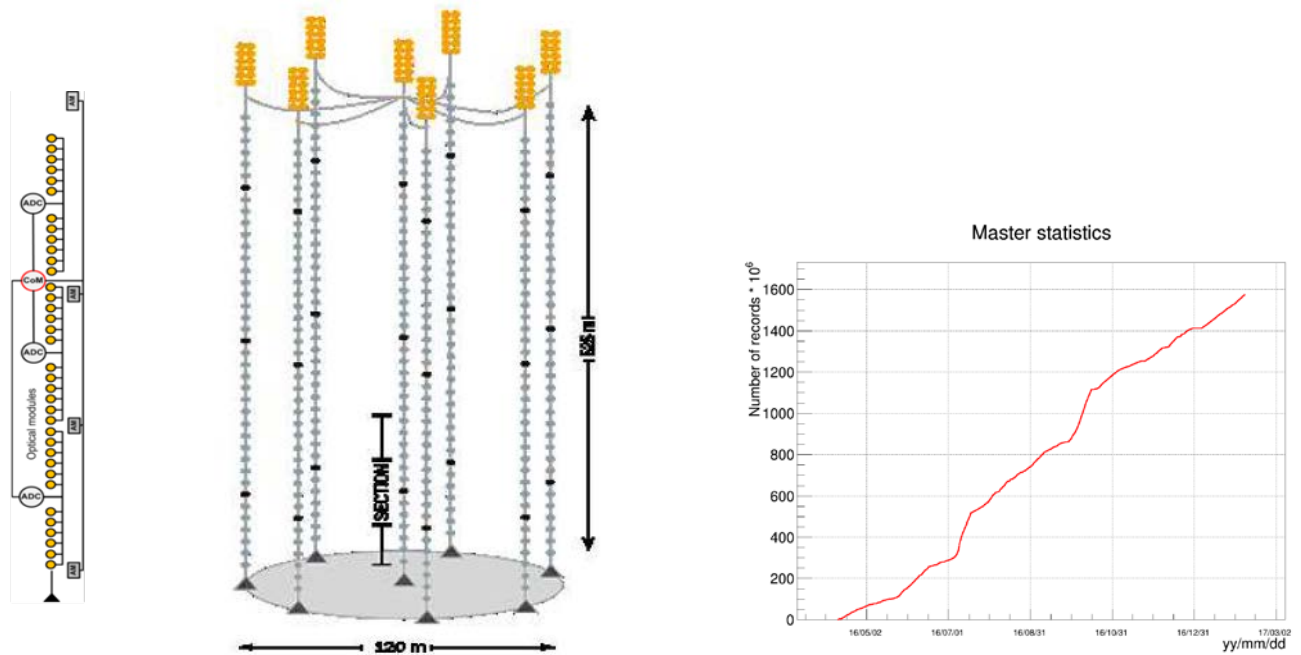 AM
ADC
CoM
AM
ADC
Optical modules
AM
ADC
AM
SECTION
525 m
120 m
Master statistics
Number of records * 10⁶
1600
1400
1200
1000
800
600
400
200
0
16/05/02
16/07/01
16/08/31
16/10/31
16/12/31
17/03/02
yy/mm/dd